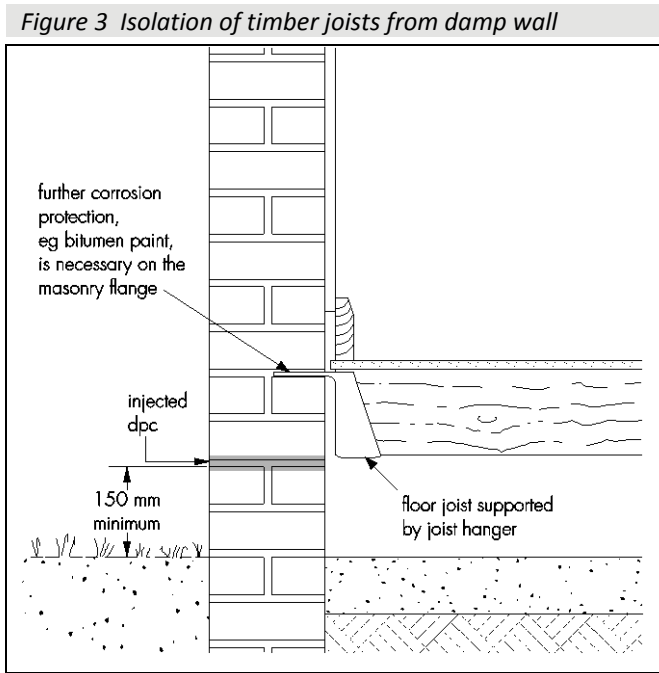 Figure 3 Isolation of timber joists from damp wall
further corrosion
protection,
eg bitumen paint,
is necessary on the
masonry flange
injected
dpc
150 mm
minimum
floor joist supported
by joist hanger